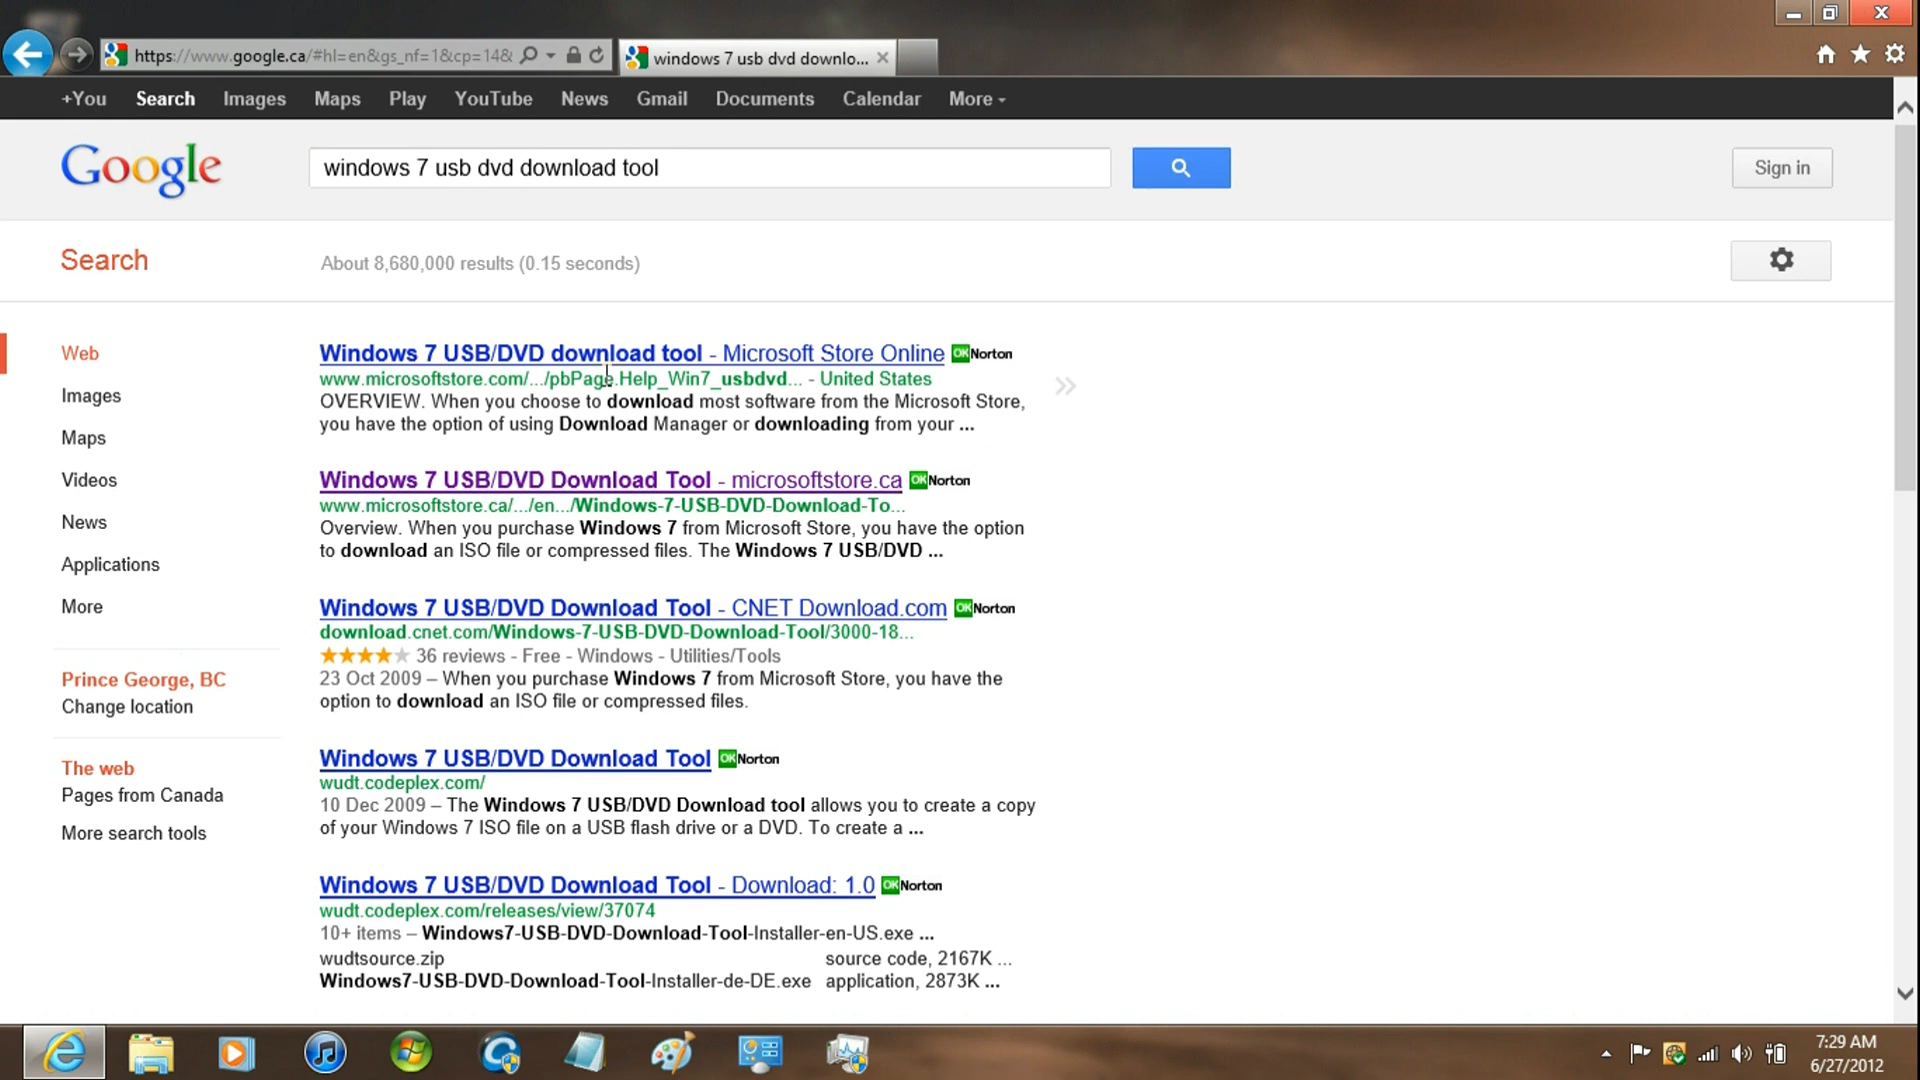 https://www.google.ca/#hl=en&gs_nf=1&cp=14&
windows 7 usb dvd downlo...
+You Search Images Maps Play YouTube News Gmail Documents Calendar More
Google
windows 7 usb dvd download tool
Sign in
Search
About 8,680,000 results (0.15 seconds)
Web
Images
Maps
Videos
News
Applications
More
Prince George, BC
Change location
The web
Pages from Canada
More search tools
Windows 7 USB/DVD download tool - Microsoft Store Online OK Norton
www.microsoftstore.com/.../pbPage.Help_Win7_usbdvd... - United States
OVERVIEW. When you choose to download most software from the Microsoft Store,
you have the option of using Download Manager or downloading from your ...
Windows 7 USB/DVD Download Tool - microsoftstore.ca OK Norton
www.microsoftstore.ca/.../en.../Windows-7-USB-DVD-Download-To...
Overview. When you purchase Windows 7 from Microsoft Store, you have the option
to download an ISO file or compressed files. The Windows 7 USB/DVD ...
Windows 7 USB/DVD Download Tool - CNET Download.com OK Norton
download.cnet.com/Windows-7-USB-DVD-Download-Tool/3000-18...
36 reviews - Free - Windows - Utilities/Tools
23 Oct 2009 – When you purchase Windows 7 from Microsoft Store, you have the
option to download an ISO file or compressed files.
Windows 7 USB/DVD Download Tool OK Norton
wudt.codeplex.com/
10 Dec 2009 – The Windows 7 USB/DVD Download tool allows you to create a copy
of your Windows 7 ISO file on a USB flash drive or a DVD. To create a ...
Windows 7 USB/DVD Download Tool - Download: 1.0 OK Norton
wudt.codeplex.com/releases/view/37074
10+ items – Windows7-USB-DVD-Download-Tool-Installer-en-US.exe ...
wudtsource.zip source code, 2167K ...
Windows7-USB-DVD-Download-Tool-Installer-de-DE.exe application, 2873K ...
7:29 AM
6/27/2012